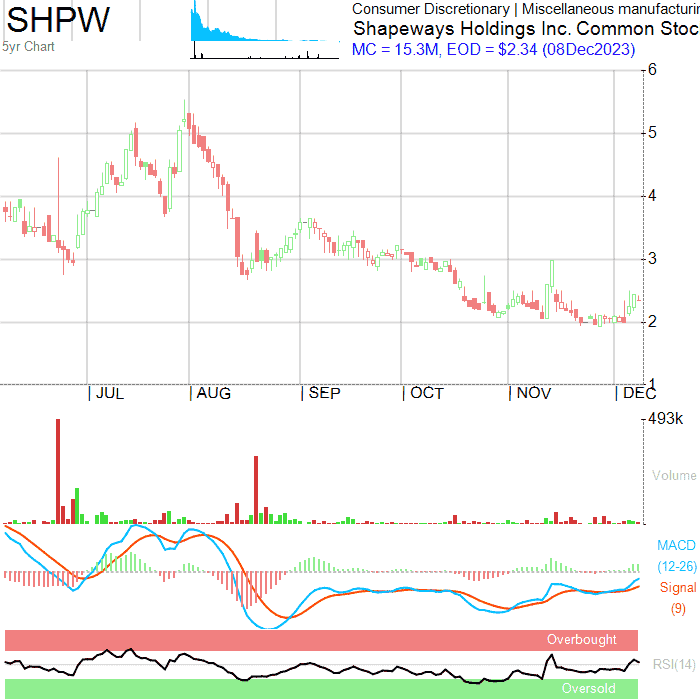 SHPW
5yr Chart
Consumer Discretionary | Miscellaneous manufacturin
Shapeways Holdings Inc. Common Stoc
MC = 15.3M, EOD = $2.34 (08Dec2023)
6
5
4
3
2
1
JUL AUG SEP OCT NOV DEC
493k
Volume
MACD
(12-26)
Signal
(9)
Overbought
RSI(14)
Oversold